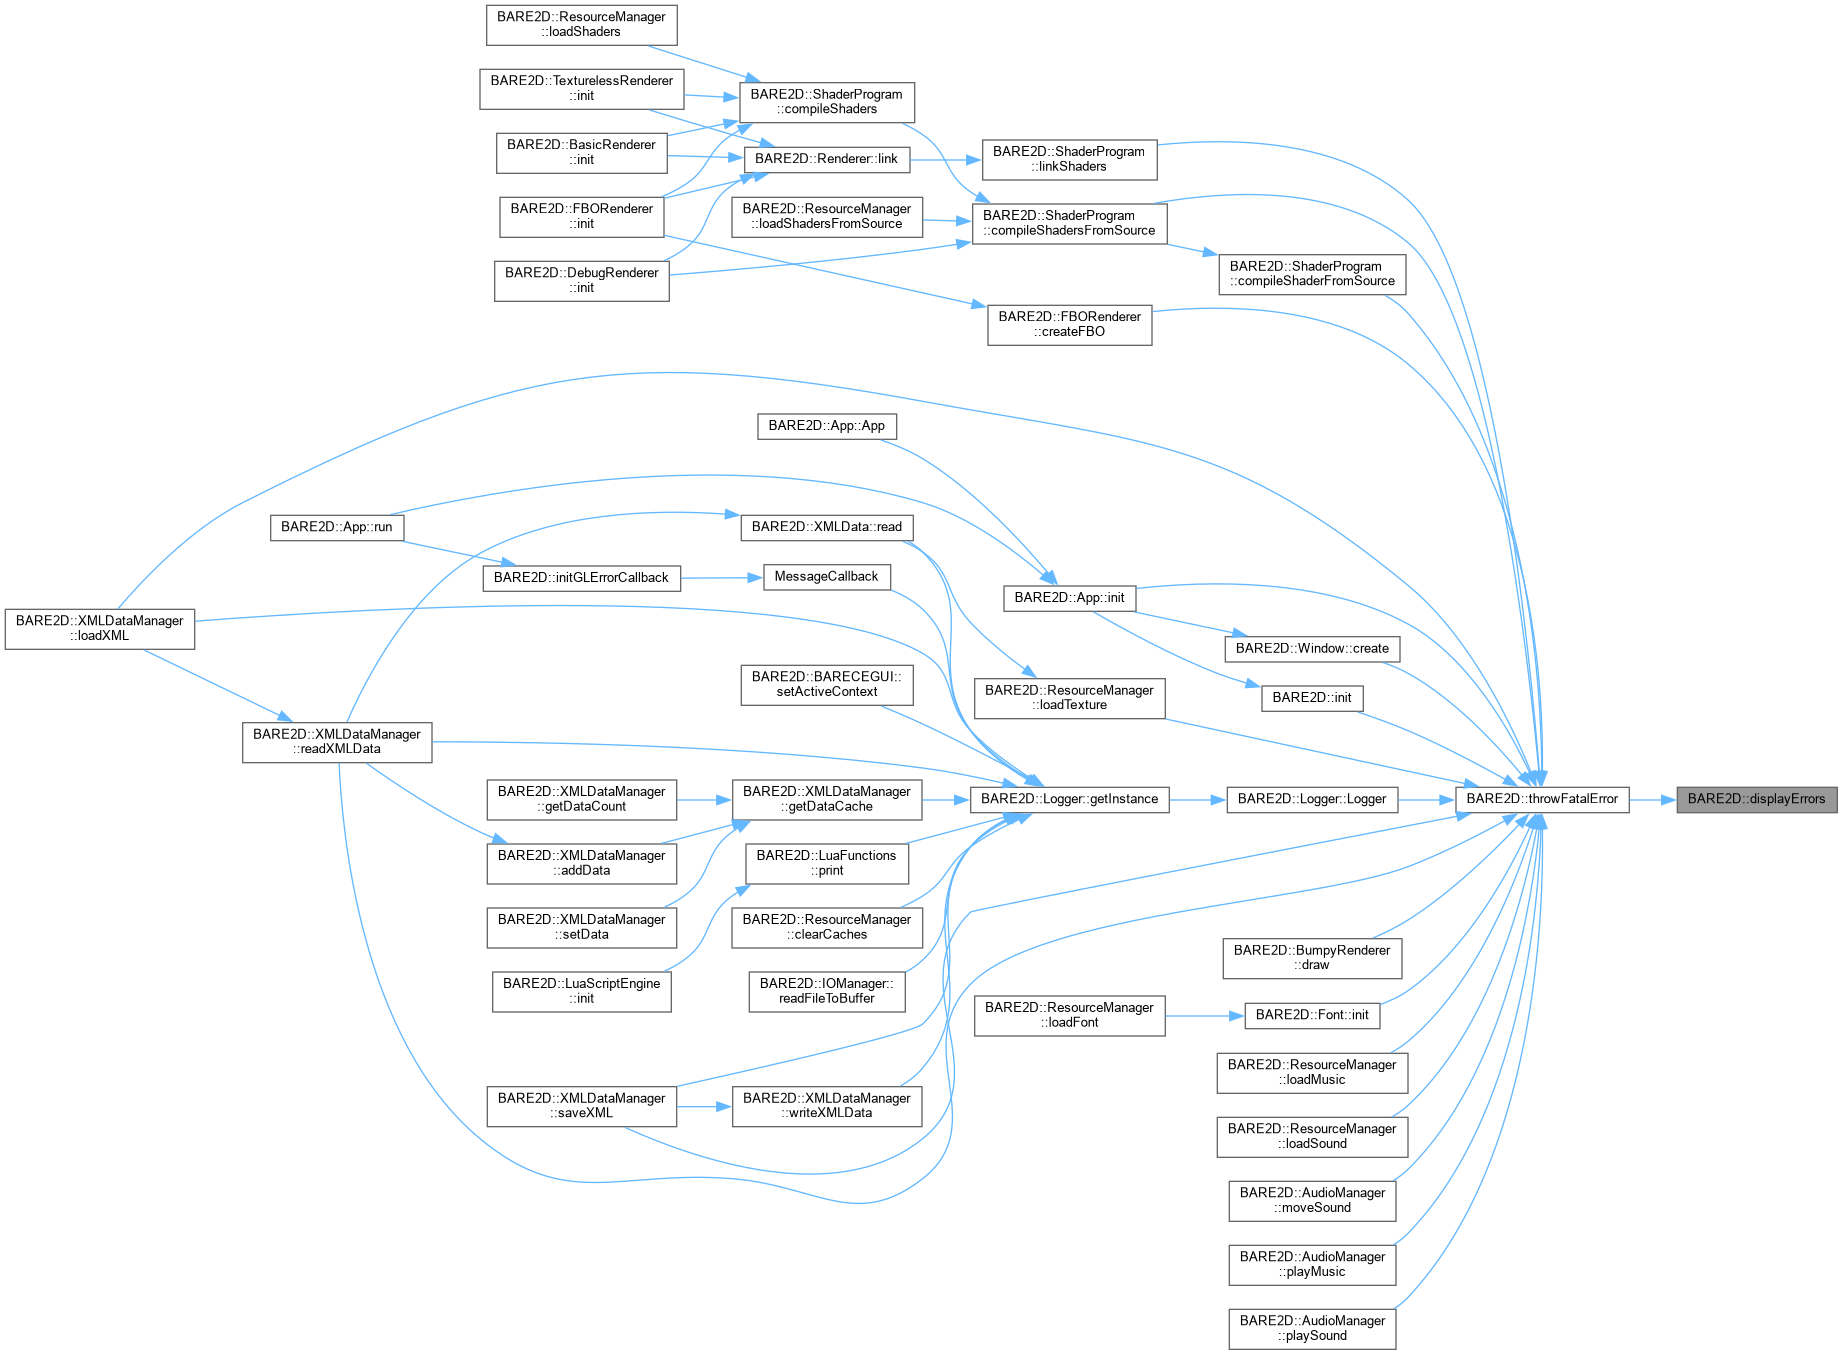 BARE2D::ResourceManager
::loadShaders
BARE2D::TexturelessRenderer
::init
BARE2D::ShaderProgram
::compileShaders
BARE2D::BasicRenderer
::init
BARE2D::Renderer::link
BARE2D::ShaderProgram
::linkShaders
BARE2D::FBORenderer
::init
BARE2D::ResourceManager
::loadShadersFromSource
BARE2D::ShaderProgram
::compileShadersFromSource
BARE2D::DebugRenderer
::init
BARE2D::ShaderProgram
::compileShaderFromSource
BARE2D::FBORenderer
::createFBO
BARE2D::App::App
BARE2D::App::run
BARE2D::XMLData::read
BARE2D::initGLErrorCallback
MessageCallback
BARE2D::App::init
BARE2D::XMLDataManager
::loadXML
BARE2D::Window::create
BARE2D::BARECEGUI::
setActiveContext
BARE2D::ResourceManager
::loadTexture
BARE2D::init
BARE2D::XMLDataManager
::readXMLData
BARE2D::XMLDataManager
::getDataCount
BARE2D::XMLDataManager
::getDataCache
BARE2D::Logger::getInstance
BARE2D::Logger::Logger
BARE2D::throwFatalError
BARE2D::displayErrors
BARE2D::XMLDataManager
::addData
BARE2D::LuaFunctions
::print
BARE2D::XMLDataManager
::setData
BARE2D::ResourceManager
::clearCaches
BARE2D::BumpyRenderer
::draw
BARE2D::LuaScriptEngine
::init
BARE2D::IOManager::
readFileToBuffer
BARE2D::ResourceManager
::loadFont
BARE2D::Font::init
BARE2D::ResourceManager
::loadMusic
BARE2D::XMLDataManager
::saveXML
BARE2D::XMLDataManager
::writeXMLData
BARE2D::ResourceManager
::loadSound
BARE2D::AudioManager
::moveSound
BARE2D::AudioManager
::playMusic
BARE2D::AudioManager
::playSound